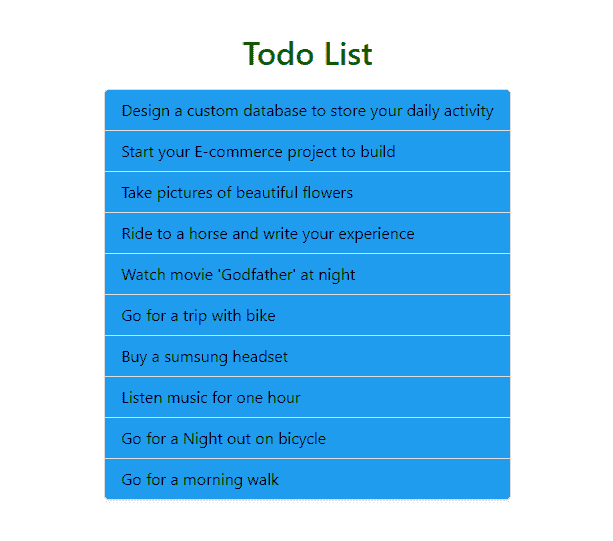 Todo List
Design a custom database to store your daily activity
Start your E-commerce project to build
Take pictures of beautiful flowers
Ride to a horse and write your experience
Watch movie 'Godfather' at night
Go for a trip with bike
Buy a sumsung headset
Listen music for one hour
Go for a Night out on bicycle
Go for a morning walk